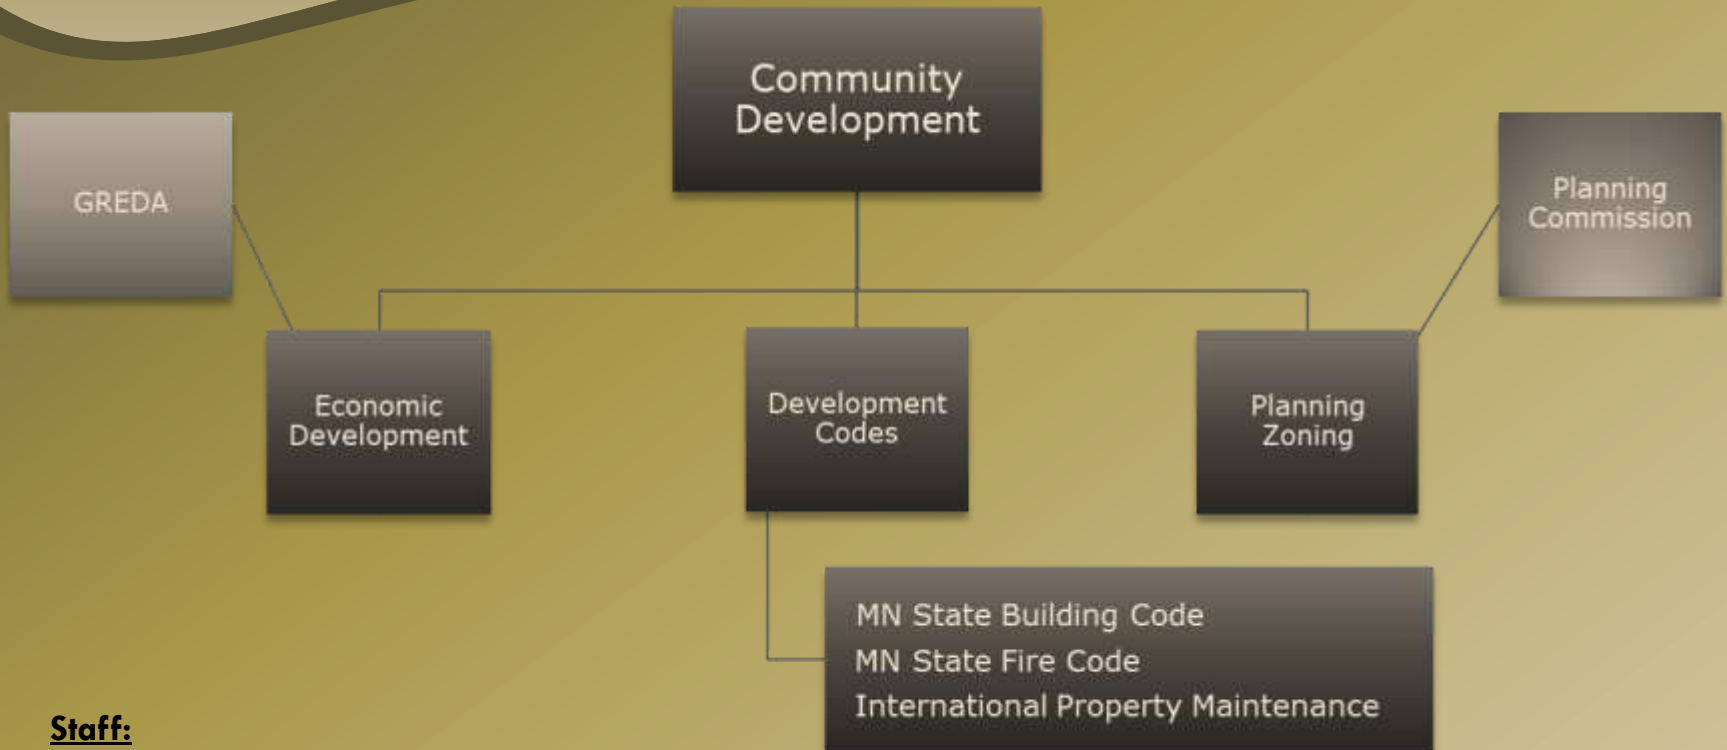 Community
Development
GREDA
Planning
Commission
Economic
Development
Development
Codes
Planning
Zoning
MN State Building Code
MN State Fire Code
International Property Maintenance
Staff: